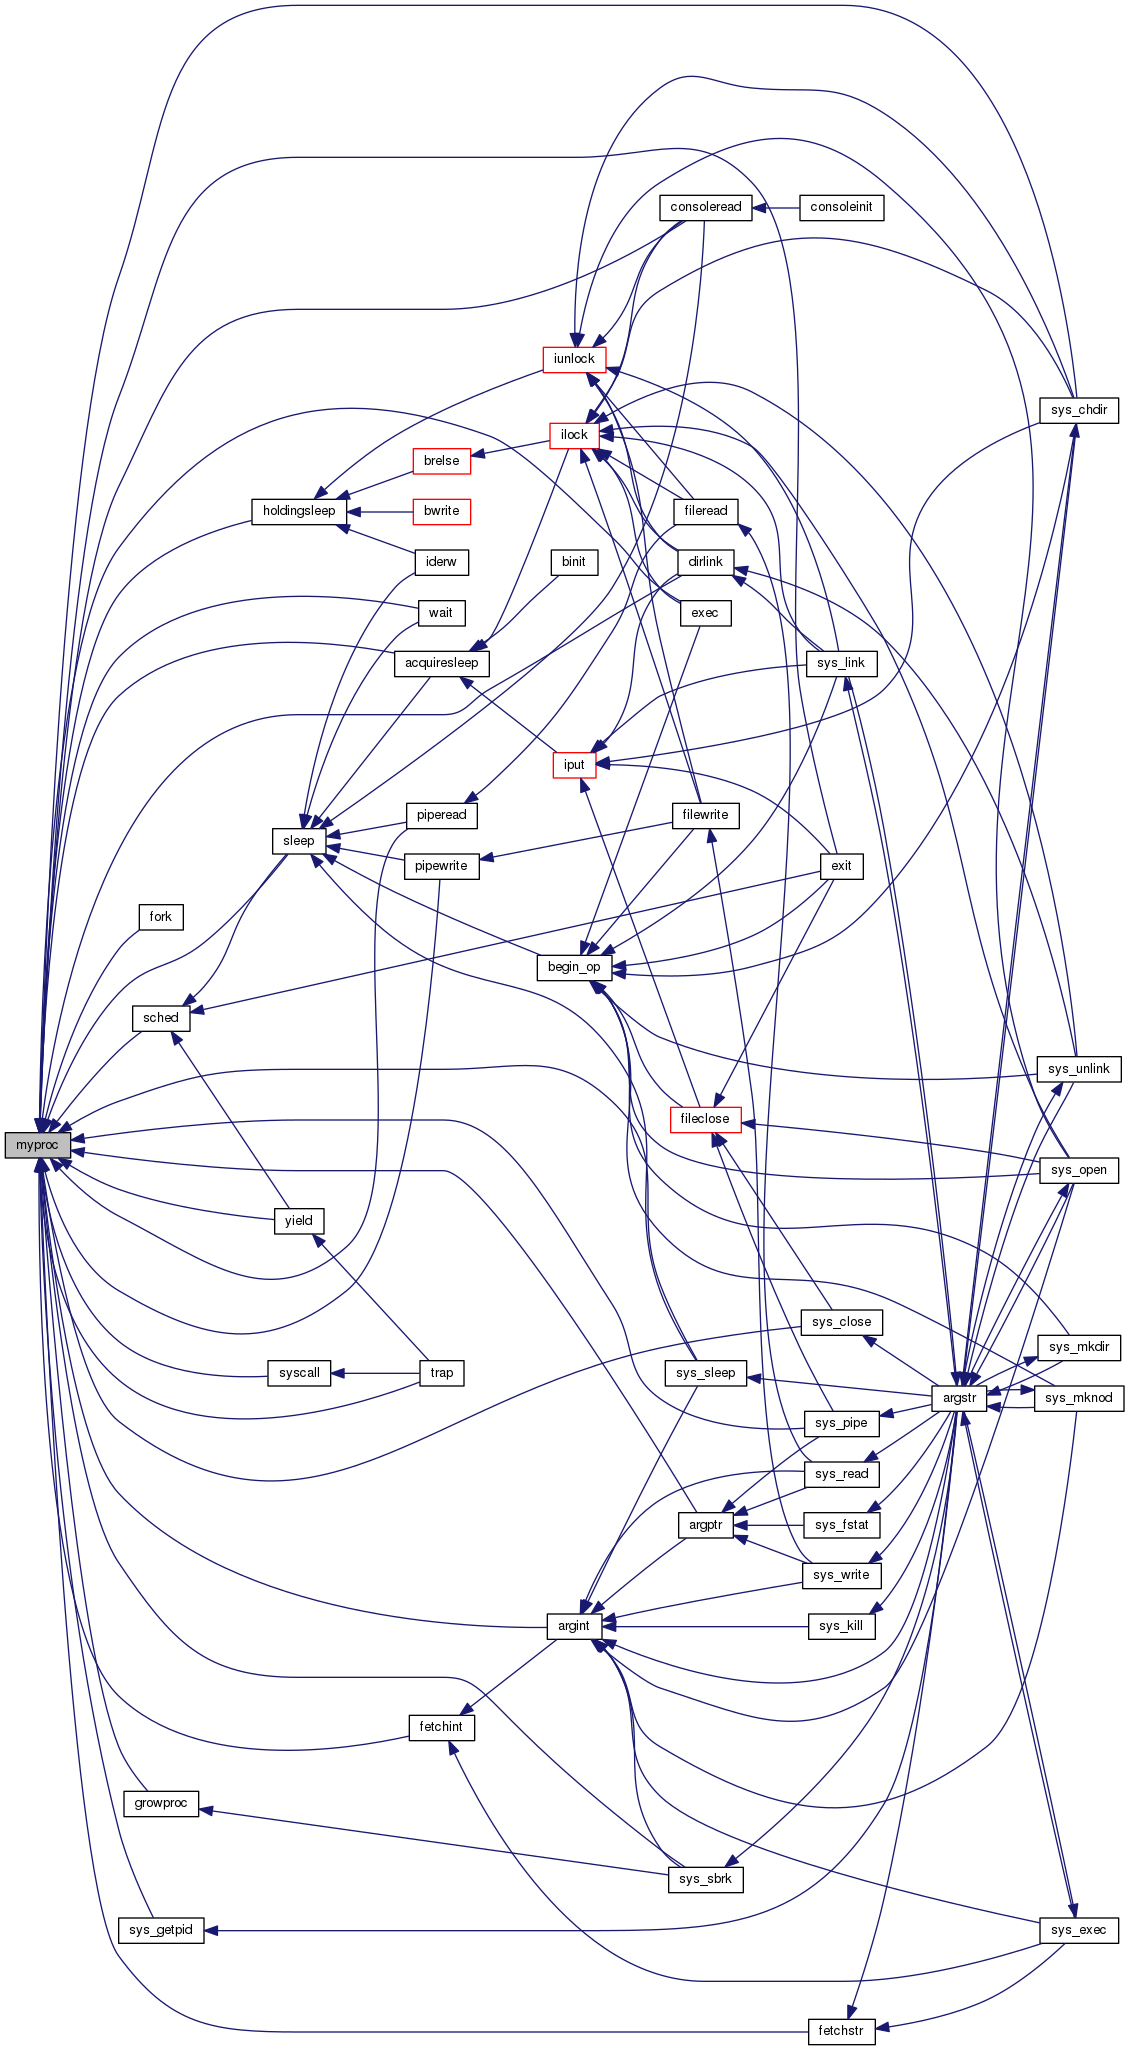 consoleread
consoleinit
iunlock
sys_chdir
ilock
brelse
holdingsleep
bwrite
fileread
iderw
binit
dirlink
wait
exec
acquiresleep
sys_link
iput
piperead
filewrite
sleep
pipewrite
exit
fork
begin_op
sched
sys_unlink
fileclose
myproc
sys_open
yield
sys_close
sys_mkdir
syscall
trap
sys_sleep
argstr
sys_mknod
sys_pipe
sys_read
argptr
sys_fstat
sys_write
argint
sys_kill
fetchint
growproc
sys_sbrk
sys_getpid
sys_exec
fetchstr